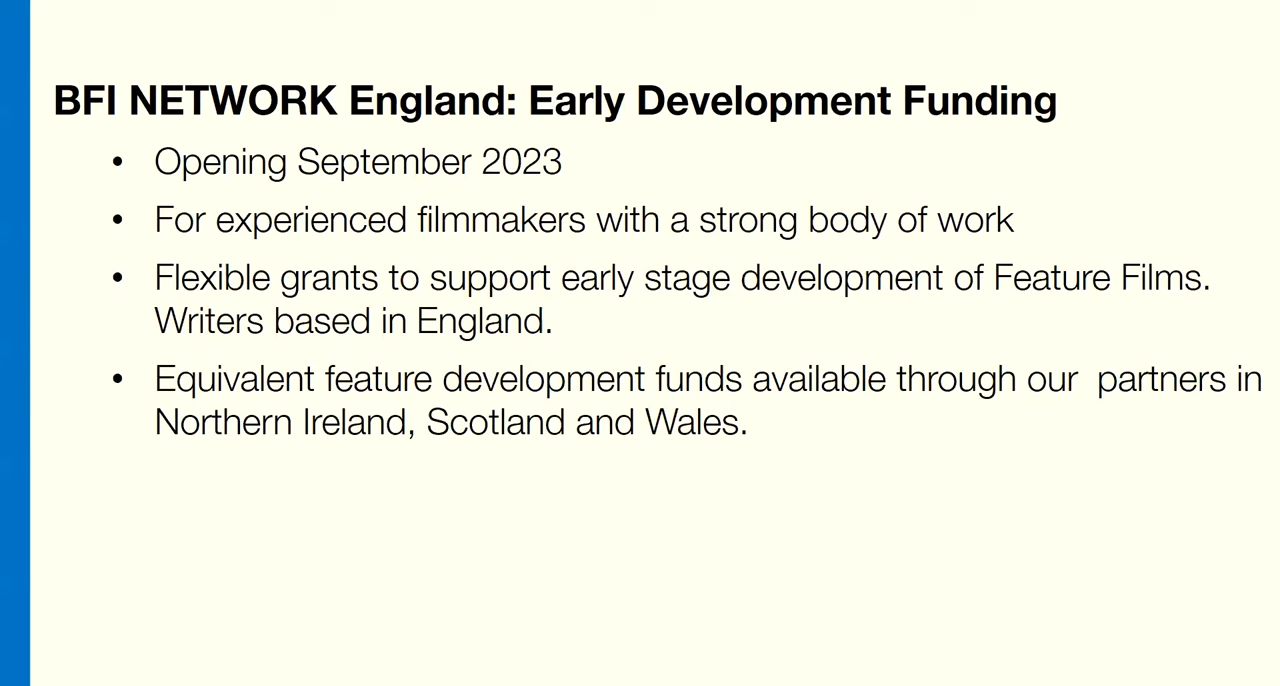 BFI NETWORK England: Early Development Funding
• Opening September 2023
• For experienced filmmakers with a strong body of work
• Flexible grants to support early stage development of Feature Films.
Writers based in England.
• Equivalent feature development funds available through our  partners in
Northern Ireland, Scotland and Wales.